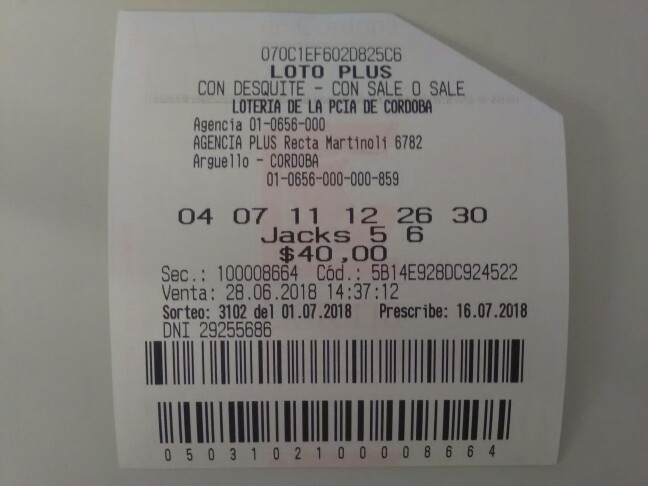 070C1EF602D825C6
LOTO PLUS
CON DESQUITE - CON SALE O SALE
LOTERIA DE LA PCIA DE CORDOBA
Agencia 01-0656-000
AGENCIA PLUS Recta Martinoli 6782
Arguello - CORDOBA
01-0656-000-000-859
04 07 11 12 26 30
Jacks 5 6
$40,00
Sec.: 100008664 Cód.: 5B14E928DC924522
Venta: 28.06.2018 14:37:12
Sorteo: 3102 del 01.07.2018 Prescribe: 16.07.2018
DNI 29255686
0503102100008664